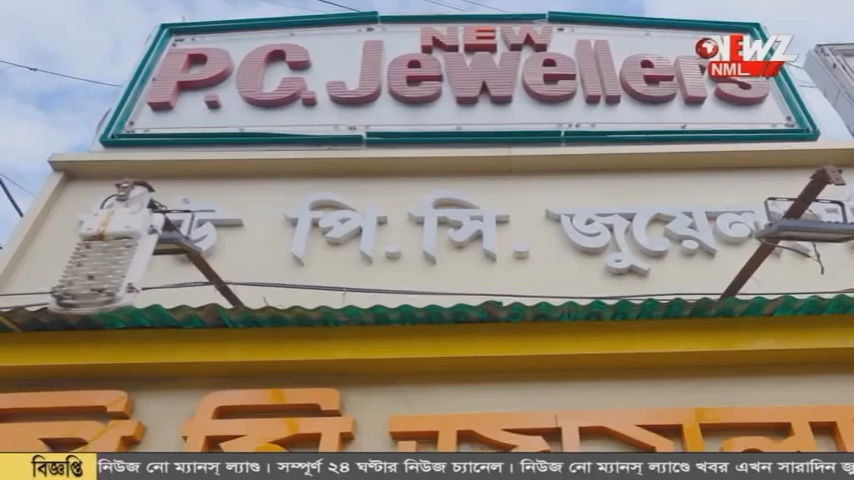 NEW
P.C. Jewellers
NEWZ
NML
পি. সি. জুয়েল
বিজ্ঞপ্তি
নিউজ নো ম্যানস্ ল্যাণ্ড। সম্পূর্ণ ২৪ ঘণ্টার নিউজ চ্যানেল। নিউজ নো ম্যানস্ ল্যাণ্ডে খবর এখন সারাদিন